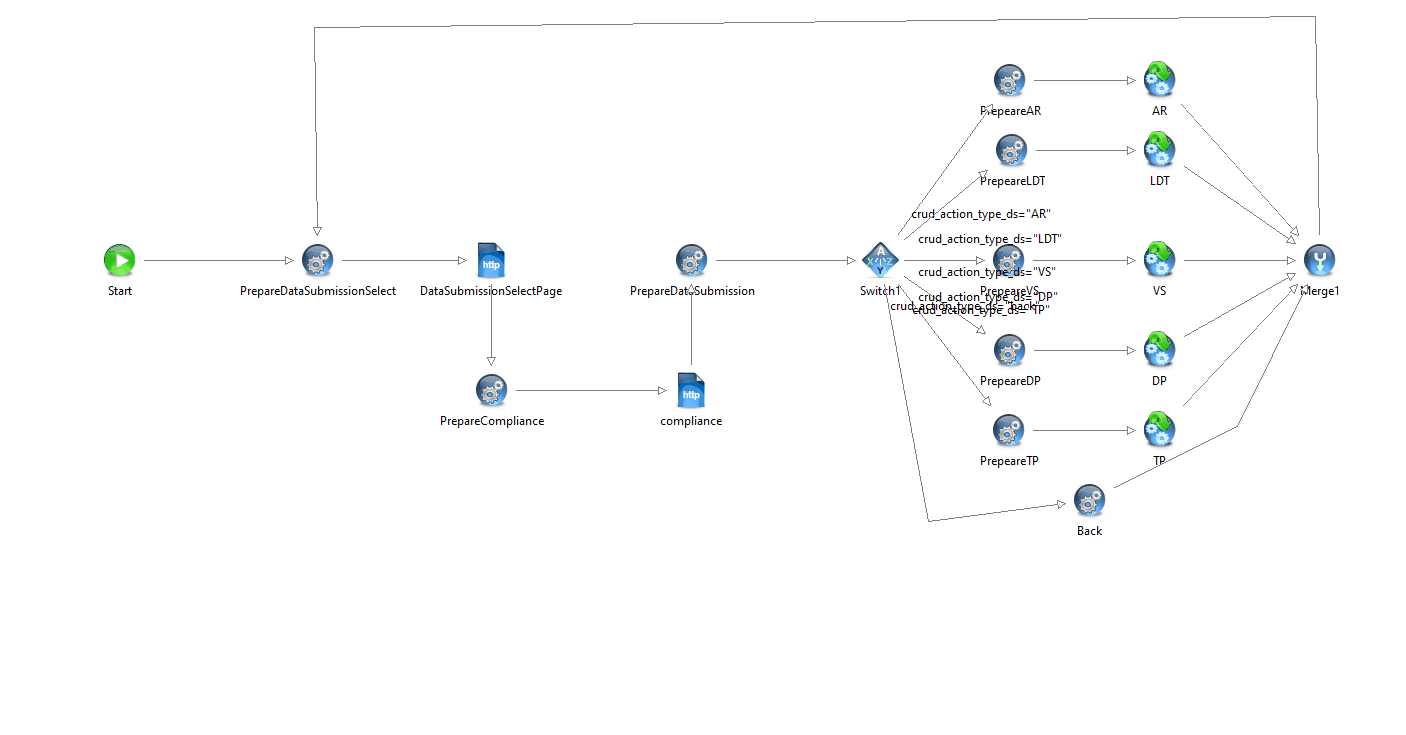 PrepeareAR
AR
PrepeareLDT
LDT
crud_action_type_ds="AR"
crud_action_type_ds="LDT"
http
A
X
Z
Y
crud_action_type_ds="VS"
Start
PrepareDataSubmissionSelect
DataSubmissionSelectPage
PrepareDataSubmission
Switch1
PrepeareVS
VS
Merge1
crud_action_type_ds="DP"
crud_action_type_ds="back"
crud_action_type_ds="TP"
PrepeareDP
DP
http
PrepareCompliance
compliance
PrepeareTP
TP
Back